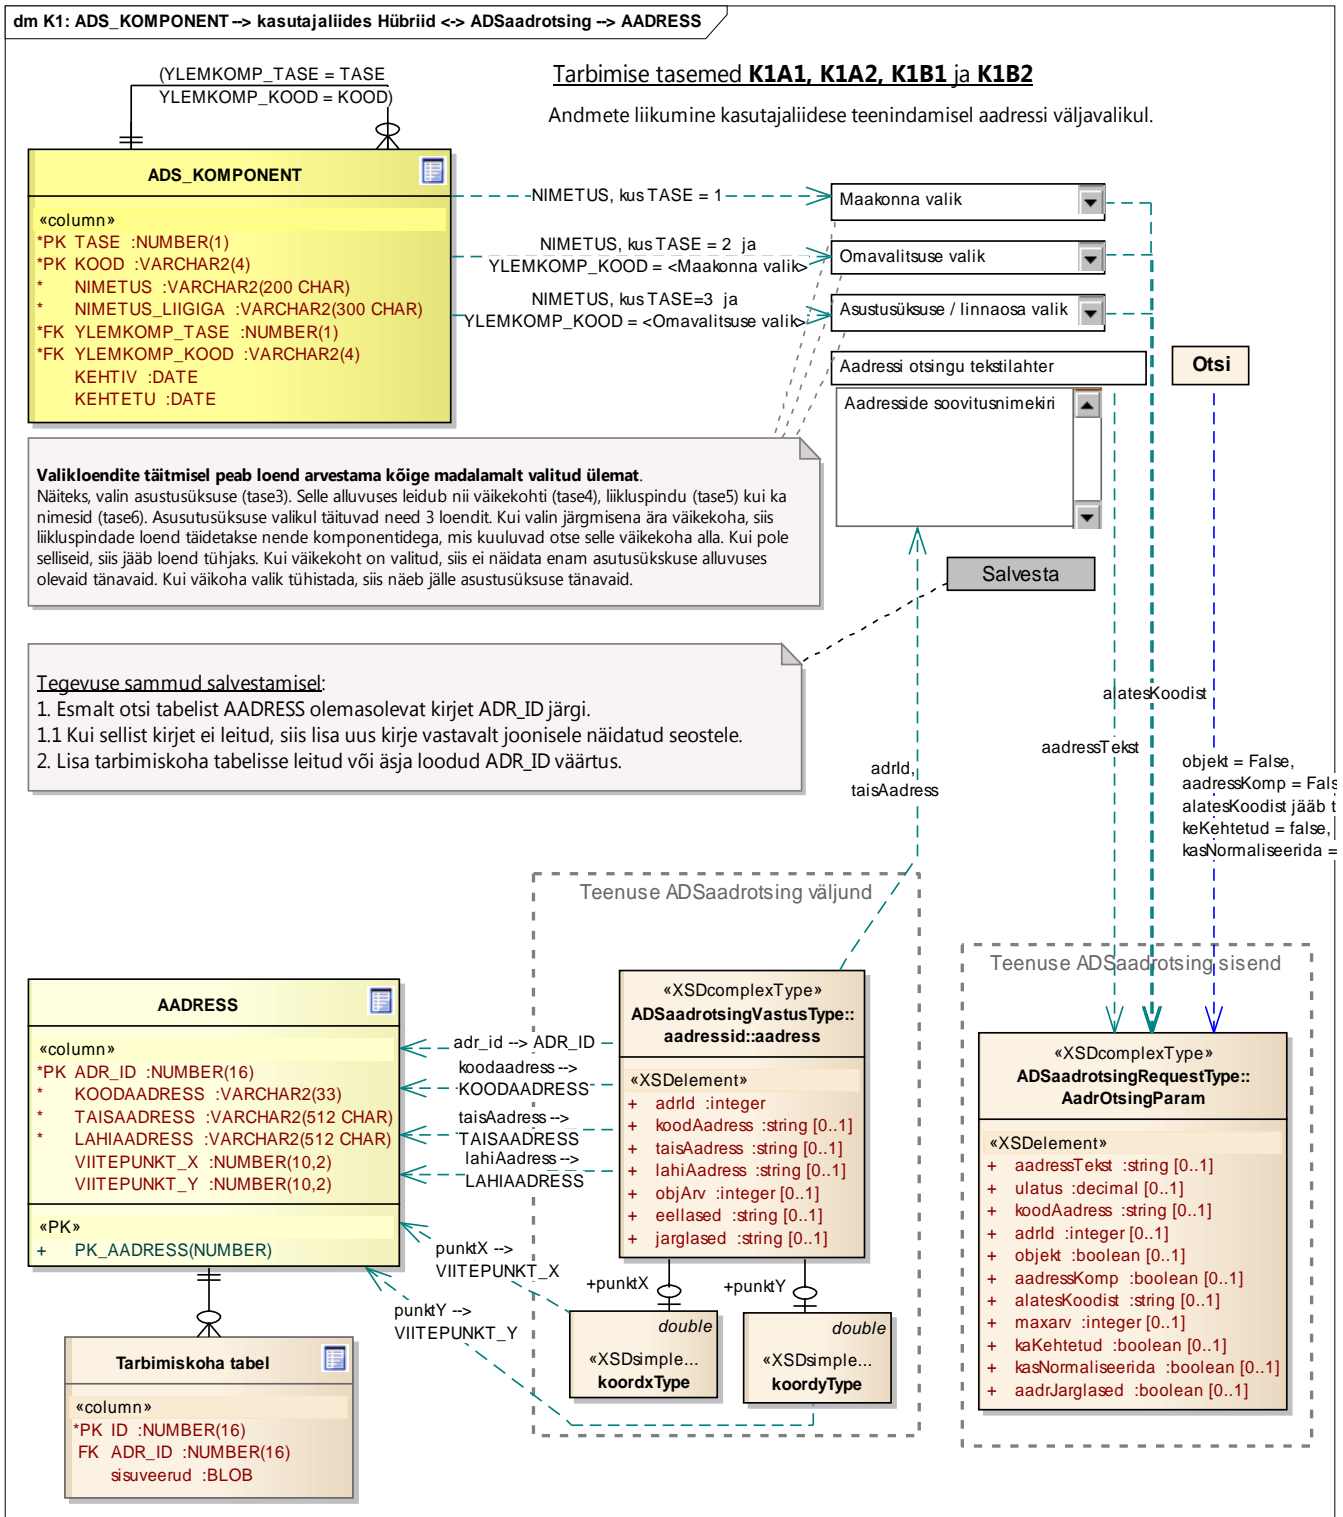 dm K1: ADS_KOMPONENT --> kasutajaliides Hübriid <-> ADSaadrotsing --> AADRESS
(YLEMKOMP_TASE = TASE
YLEMKOMP_KOOD = KOOD)
Tarbimise tasemed K1A1, K1A2, K1B1 ja K1B2
Andmete liikumine kasutajaliidese teenindamisel aadressi väljavalikul.
ADS_KOMPONENT
«column»
*PK TASE :NUMBER(1)
*PK KOOD :VARCHAR2(4)
* NIMETUS :VARCHAR2(200 CHAR)
* NIMETUS_LIIGIGA :VARCHAR2(300 CHAR)
*FK YLEMKOMP_TASE :NUMBER(1)
*FK YLEMKOMP_KOOD :VARCHAR2(4)
KEHTIV :DATE
KEHTETU :DATE
NIMETUS, kus TASE = 1
NIMETUS, kus TASE = 2 ja
YLEMKOMP_KOOD = <Maakonna valik>
NIMETUS, kus TASE=3 ja
YLEMKOMP_KOOD = <Omavalitsuse valik>
Maakonna valik
Omavalitsuse valik
Asustusüksuse / linnaosa valik
Aadressi otsingu tekstilahter
Otsi
Aadresside soovitusnimekiri
Salvesta
Valikloendite täitmisel peab loend arvestama kõige madalamalt valitud ülemat.
Näiteks, valin asustusüksuse (tase3). Selle alluvuses leidub nii väikekohti (tase4), liikluspindu (tase5) kui ka
nimesid (tase6). Asusutusüksuse valikul täituvad need 3 loendit. Kui valin järgmisena ära väikekoha, siis
liikluspindade loend täidetakse nende komponentidega, mis kuuluvad otse selle väikekoha alla. Kui pole
selliseid, siis jääb loend tühjaks. Kui väikekoht on valitud, siis ei näidata enam asutusükskuse alluvuses
olevaid tänavaid. Kui väikoha valik tühistada, siis näeb jälle asustusüksuse tänavaid.
Tegevuse sammud salvestamisel:
1. Esmalt otsi tabelist AADRESS olemasolevat kirjet ADR_ID järgi.
1.1 Kui sellist kirjet ei leitud, siis lisa uus kirje vastavalt joonisele näidatud seostele.
2. Lisa tarbimiskoha tabelisse leitud või äsja loodud ADR_ID väärtus.
alatesKoodist
aadressTekst
adrId,
taisAadress
objekt = False,
aadressKomp = Fals
alatesKoodist jääb t
keKehtetud = false,
kasNormaliseerida =
Teenuse ADSaadrotsing väljund
Teenuse ADSaadrotsing sisend
AADRESS
«column»
*PK ADR_ID :NUMBER(16)
* KOODAADRESS :VARCHAR2(33)
* TAISAADRESS :VARCHAR2(512 CHAR)
* LAHIAADRESS :VARCHAR2(512 CHAR)
VIITEPUNKT_X :NUMBER(10,2)
VIITEPUNKT_Y :NUMBER(10,2)
«PK»
+ PK_AADRESS(NUMBER)
adr_id --> ADR_ID
koodaadress -->
KOODAADRESS
taisAadress -->
TAISAADRESS
lahiAadress -->
LAHIAADRESS
punktX -->
VIITEPUNKT_X
punktY -->
VIITEPUNKT_Y
«XSDcomplexType»
ADSaadrotsingVastusType::
aadressid::aadress
«XSDelement»
+ adrId :integer
+ koodAadress :string [0..1]
+ taisAadress :string [0..1]
+ lahiAadress :string [0..1]
+ objArv :integer [0..1]
+ eellased :string [0..1]
+ jarglased :string [0..1]
+punktX
+punktY
double
«XSDsimple...
koordxType
double
«XSDsimple...
koordyType
«XSDcomplexType»
ADSaadrotsingRequestType::
AadrOtsingParam
«XSDelement»
+ aadressTekst :string [0..1]
+ ulatus :decimal [0..1]
+ koodAadress :string [0..1]
+ adrId :integer [0..1]
+ objekt :boolean [0..1]
+ aadressKomp :boolean [0..1]
+ alatesKoodist :string [0..1]
+ maxarv :integer [0..1]
+ kaKehtetud :boolean [0..1]
+ kasNormaliseerida :boolean [0..1]
+ aadrJarglased :boolean [0..1]
Tarbimiskoha tabel
«column»
*PK ID :NUMBER(16)
FK ADR_ID :NUMBER(16)
sisuveerud :BLOB